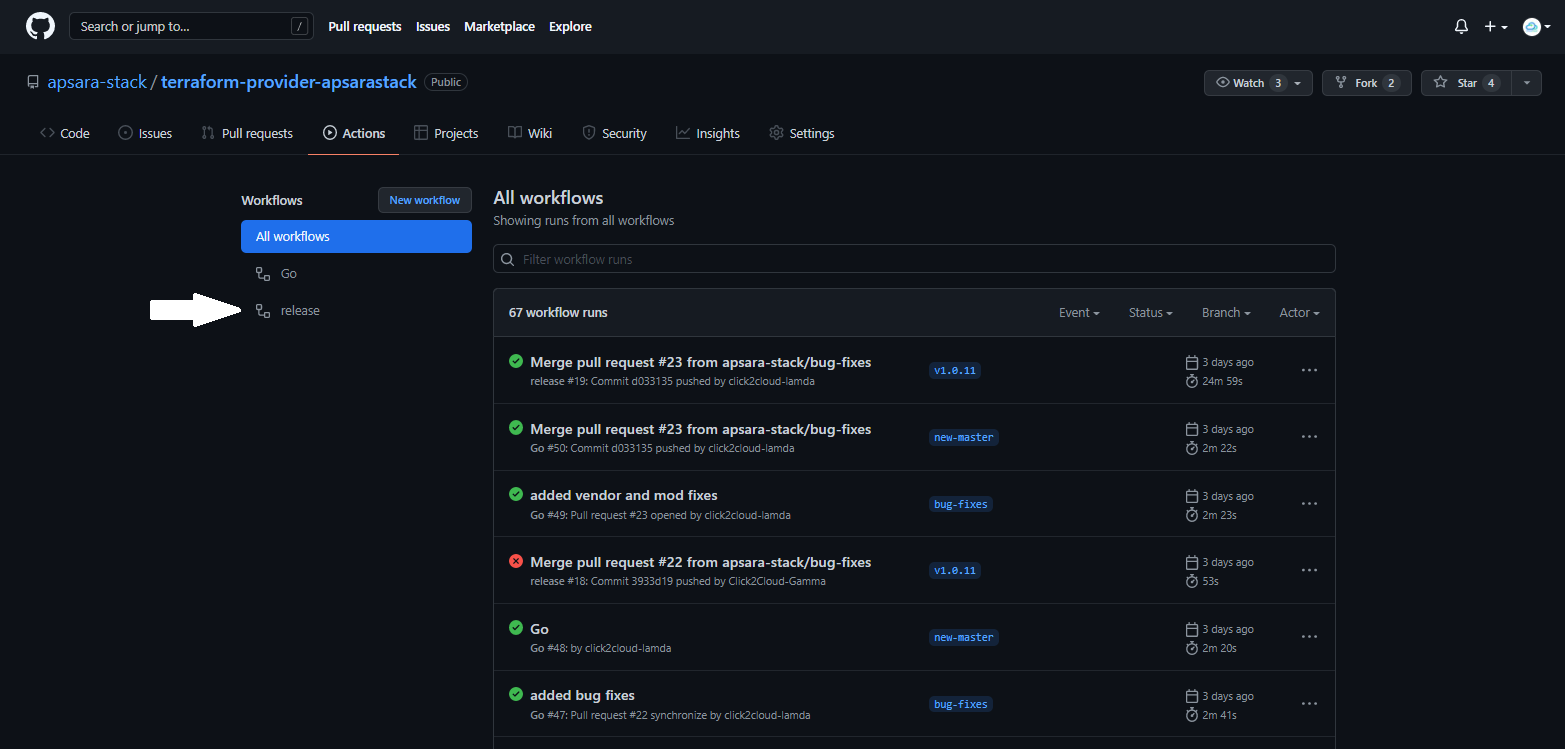 Search or jump to... /
Pull requests Issues Marketplace Explore
apsara-stack / terraform-provider-apsarastack Public
Watch 3 Fork 2 Star 4
Code Issues Pull requests Actions Projects Wiki Security Insights Settings
Workflows New workflow
All workflows
Go
release
All workflows
Showing runs from all workflows
Filter workflow runs
67 workflow runs Event Status Branch Actor
Merge pull request #23 from apsara-stack/bug-fixes
release #19: Commit d033135 pushed by click2cloud-lamda
v1.0.11
3 days ago
24m 59s
Merge pull request #23 from apsara-stack/bug-fixes
Go #50: Commit d033135 pushed by click2cloud-lamda
new-master
3 days ago
2m 22s
added vendor and mod fixes
Go #49: Pull request #23 opened by click2cloud-lamda
bug-fixes
3 days ago
2m 23s
Merge pull request #22 from apsara-stack/bug-fixes
release #18: Commit 3933d19 pushed by Click2Cloud-Gamma
v1.0.11
3 days ago
53s
Go
Go #48: by click2cloud-lamda
new-master
3 days ago
2m 20s
added bug fixes
Go #47: Pull request #22 synchronize by click2cloud-lamda
bug-fixes
3 days ago
2m 41s